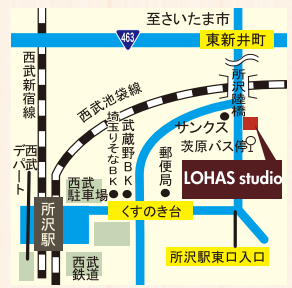 至さいたま市
463
東新井町
西武新宿線
西武池袋線
所沢陸橋
サンクス
茨原バス停
埼玉りそなBK
武蔵野BK
郵便局
LOHAS studio
西武
デパート
西武
駐車場
くすのき台
所沢駅
所沢駅東口入口
西武
鉄道